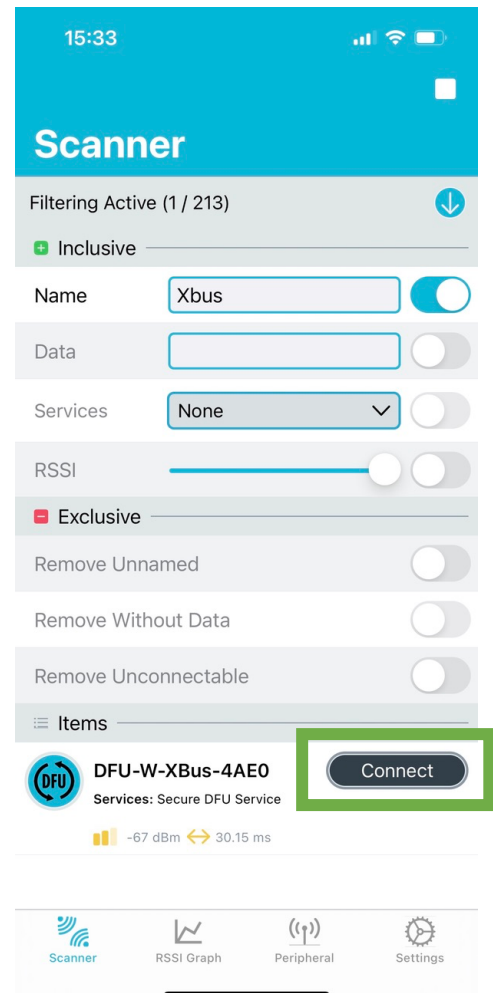 15:33
Scanner
Filtering Active (1 / 213)
Inclusive
Name Xbus
Data
Services None
RSSI
Exclusive
Remove Unnamed
Remove Without Data
Remove Unconnectable
Items
DFU DFU-W-XBus-4AE0 Connect
Services: Secure DFU Service
-67 dBm 30.15 ms
Scanner RSSI Graph Peripheral Settings